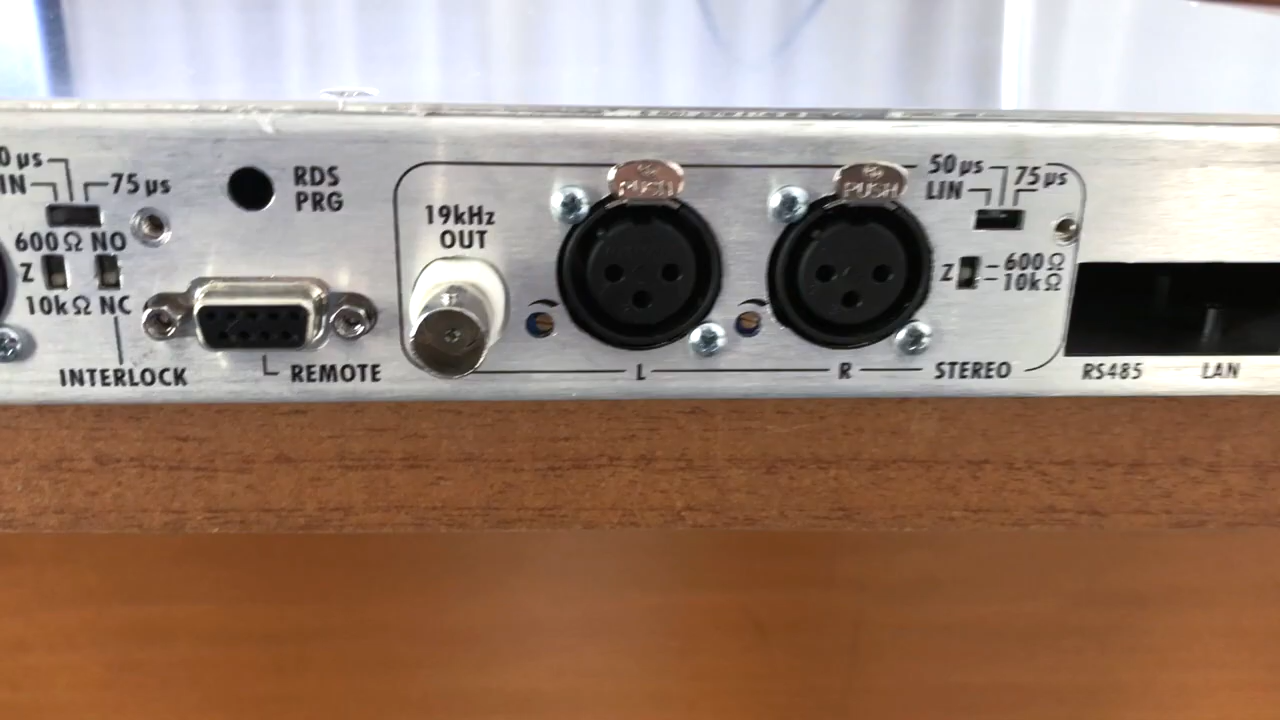 0 µs
IN
75 µs
600 Ω NO
Z
10k Ω NC
INTERLOCK
RDS
PRG
REMOTE
19kHz
OUT
PUSH
PUSH
L
R
STEREO
50 µs
LIN
75 µs
Z
600 Ω
10k Ω
RS485
LAN